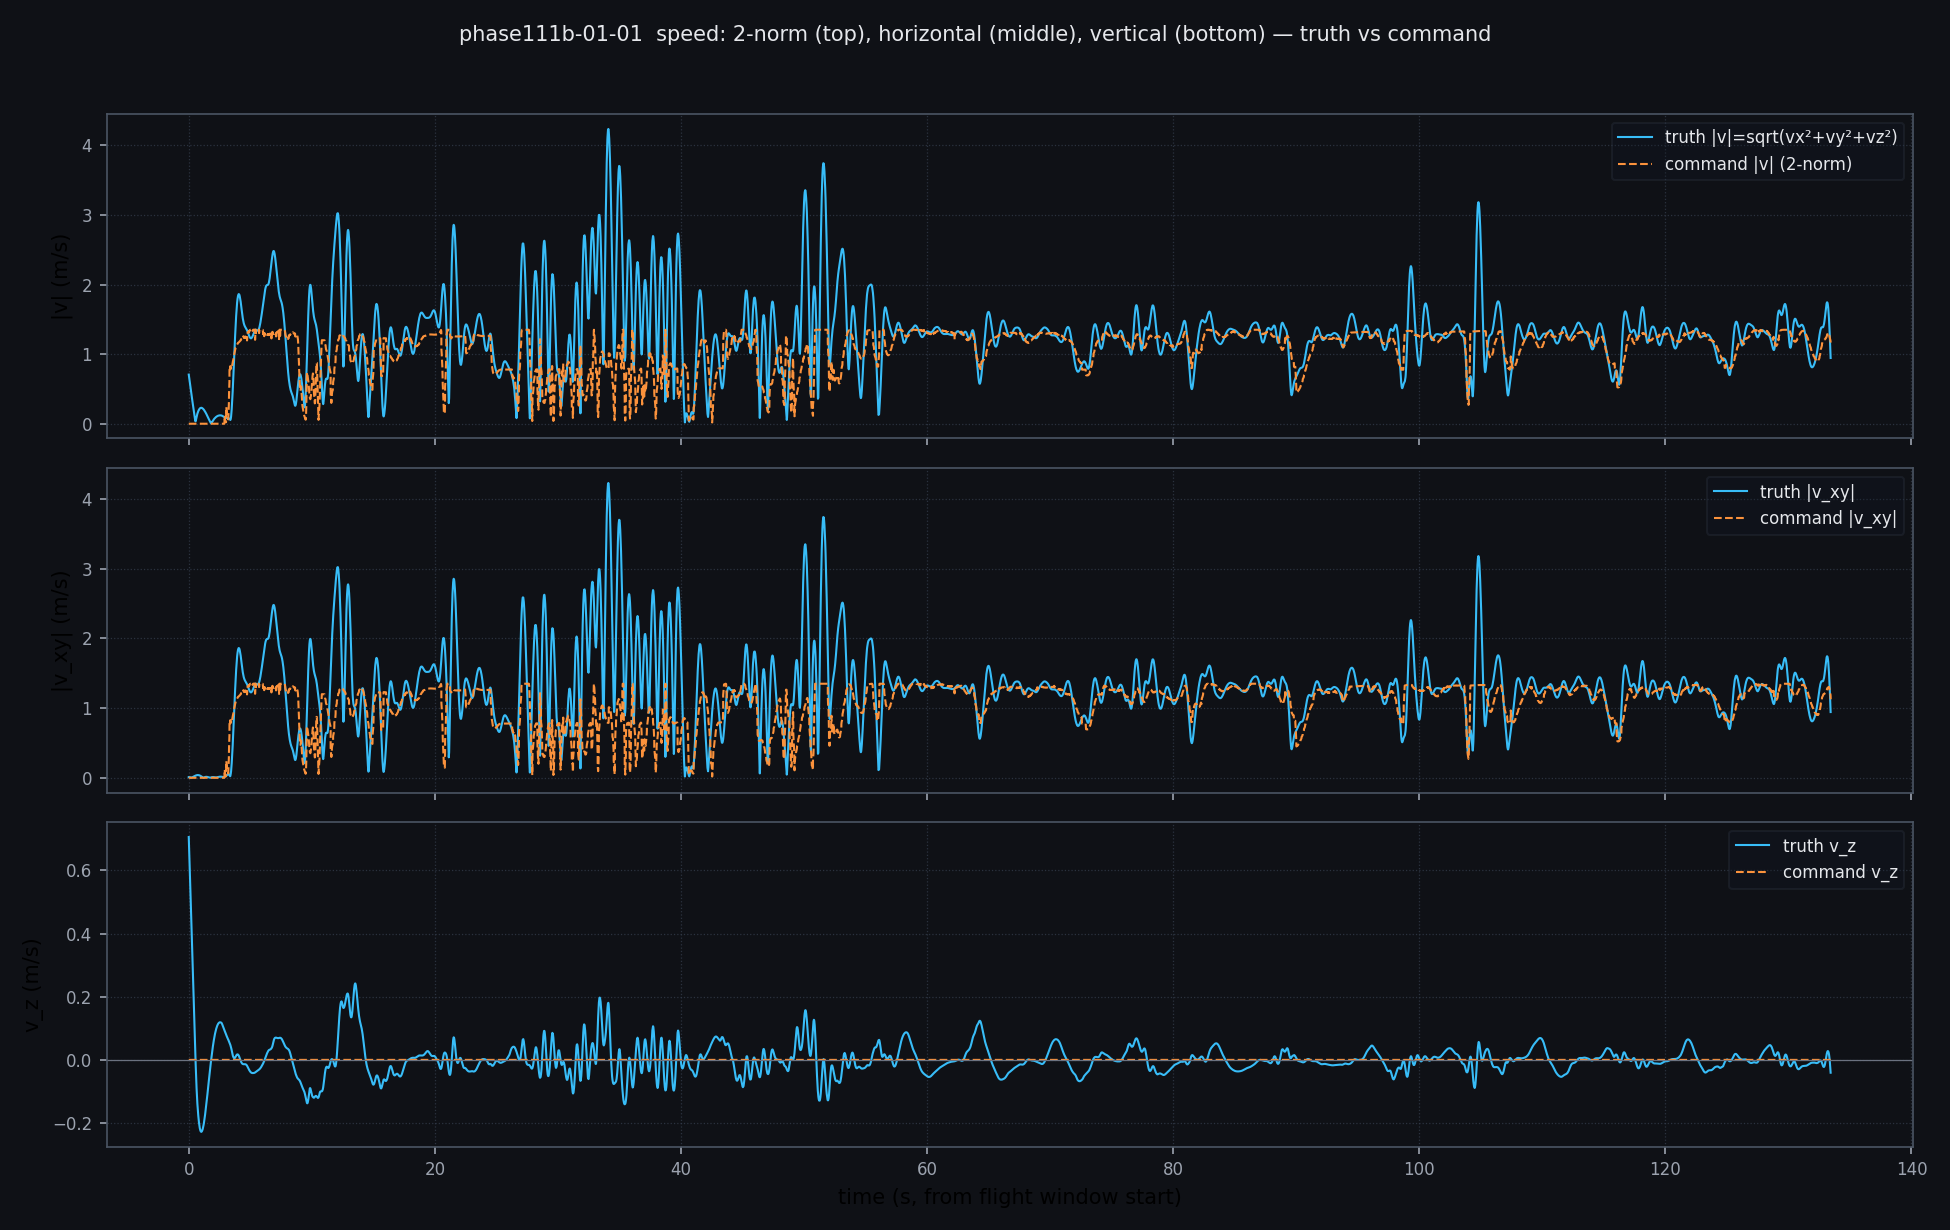 phase111b-01-01  speed: 2-norm (top), horizontal (middle), vertical (bottom) — truth vs command
|v| (m/s)
4
3
2
1
0
truth |v|=sqrt(vx²+vy²+vz²)
command |v| (2-norm)
|v_xy| (m/s)
4
3
2
1
0
truth |v_xy|
command |v_xy|
v_z (m/s)
0.6
0.4
0.2
0.0
−0.2
truth v_z
command v_z
0
20
40
60
80
100
120
140
time (s, from flight window start)